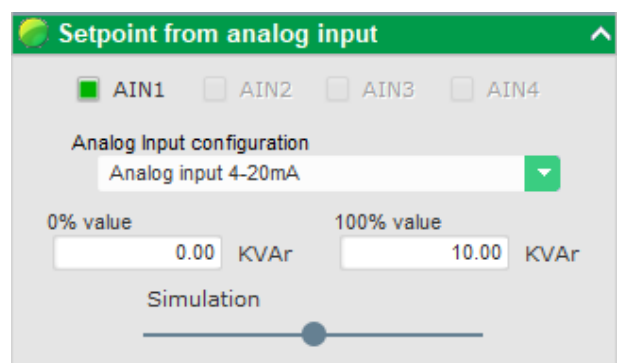 Setpoint from analog input
AIN1 AIN2 AIN3 AIN4
Analog Input configuration
Analog input 4-20mA
0% value 100% value
0.00 KVAr 10.00 KVAr
Simulation